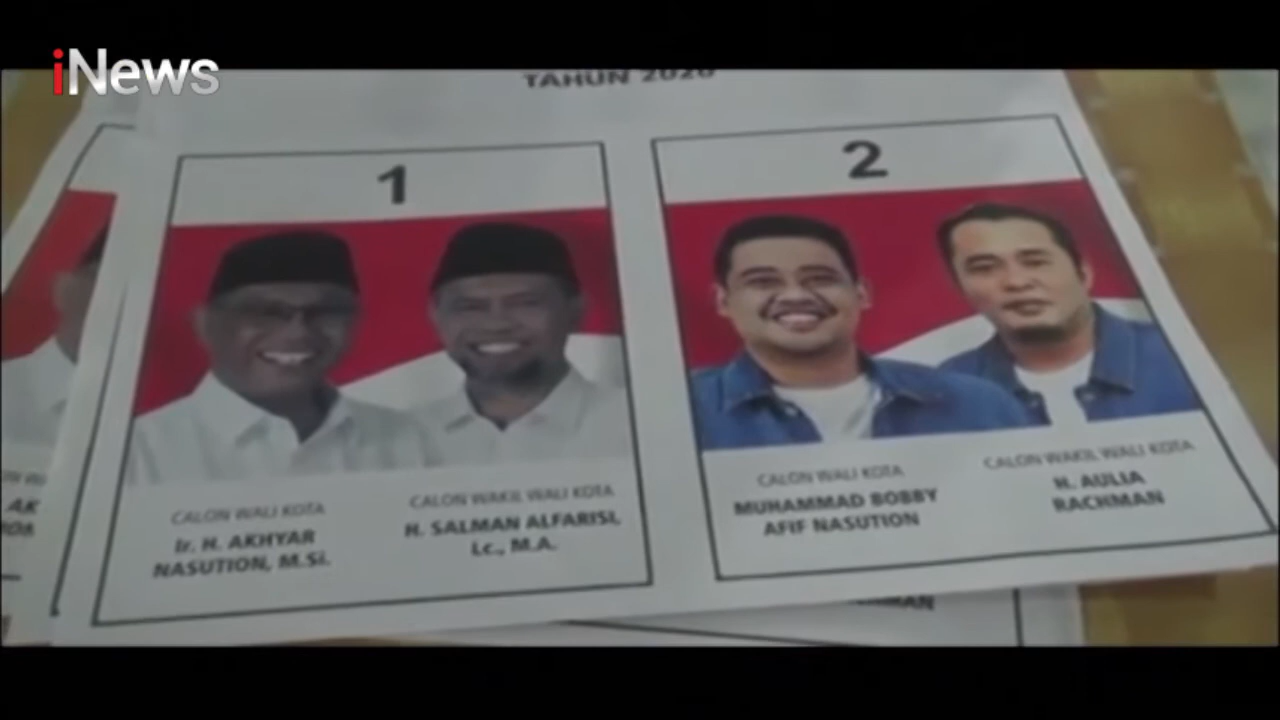 iNews
TAHUN 2020
1
CALON WALI KOTA
Ir. H. AKHYAR
NASUTION, M.Si.
CALON WAKIL WALI KOTA
H. SALMAN ALFARISI,
Lc., M.A.
2
CALON WALI KOTA
MUHAMMAD BOBBY
AFIF NASUTION
CALON WAKIL WALI KOTA
H. AULIA
RACHMAN